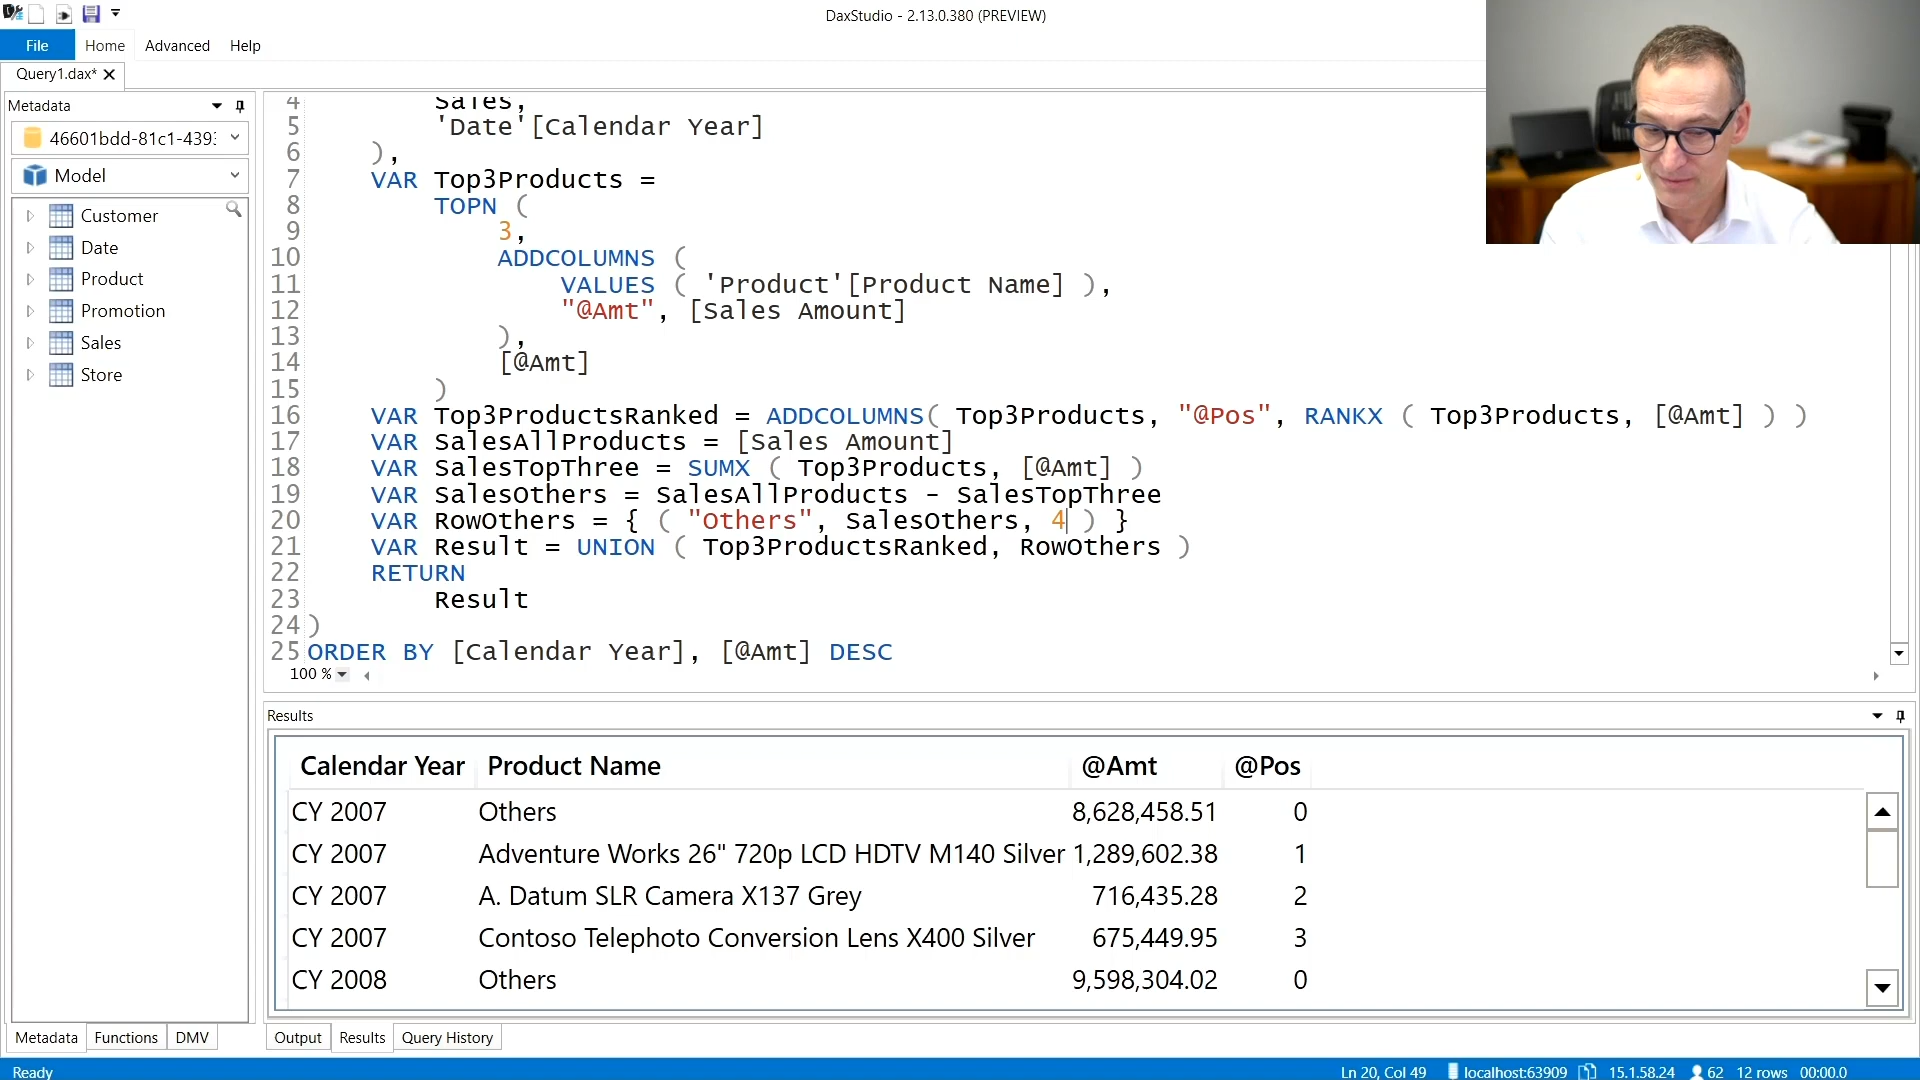 DaxStudio - 2.13.0.380 (PREVIEW)
File Home Advanced Help
Query1.dax*
Metadata
46601bdd-81c1-439
Model
Customer
Date
Product
Promotion
Sales
Store
4 Sales,
5 'Date'[Calendar Year]
6 ),
7 VAR Top3Products =
8 TOPN (
9 3,
10 ADDCOLUMNS (
11 VALUES ( 'Product'[Product Name] ),
12 "@Amt", [Sales Amount]
13 ),
14 [@Amt]
15 )
16 VAR Top3ProductsRanked = ADDCOLUMNS( Top3Products, "@Pos", RANKX ( Top3Products, [@Amt] ) )
17 VAR SalesAllProducts = [Sales Amount]
18 VAR SalesTopThree = SUMX ( Top3Products, [@Amt] )
19 VAR SalesOthers = SalesAllProducts - SalesTopThree
20 VAR RowOthers = { ( "Others", SalesOthers, 4 ) }
21 VAR Result = UNION ( Top3ProductsRanked, RowOthers )
22 RETURN
23 Result
24 )
25 ORDER BY [Calendar Year], [@Amt] DESC
100 %
Results
Calendar Year Product Name @Amt @Pos
CY 2007 Others 8,628,458.51 0
CY 2007 Adventure Works 26" 720p LCD HDTV M140 Silver 1,289,602.38 1
CY 2007 A. Datum SLR Camera X137 Grey 716,435.28 2
CY 2007 Contoso Telephoto Conversion Lens X400 Silver 675,449.95 3
CY 2008 Others 9,598,304.02 0
Metadata Functions DMV
Output Results Query History
Ready
Ln 20, Col 49 localhost:63909 15.1.58.24 62 12 rows 00:00.0